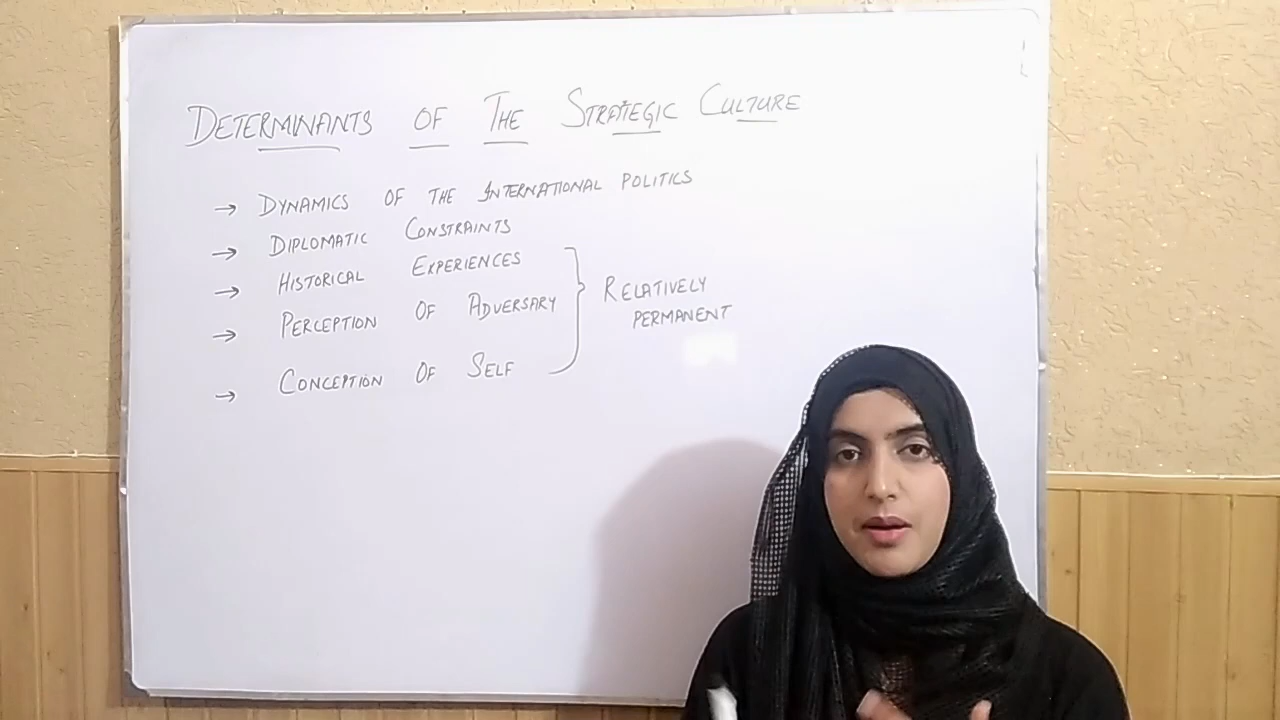 DETERMINANTS OF THE STRATEGIC CULTURE
→ DYNAMICS OF THE INTERNATIONAL POLITICS
→ DIPLOMATIC CONSTRAINTS
→ HISTORICAL EXPERIENCES
→ PERCEPTION OF ADVERSARY
→ CONCEPTION OF SELF
RELATIVELY
PERMANENT